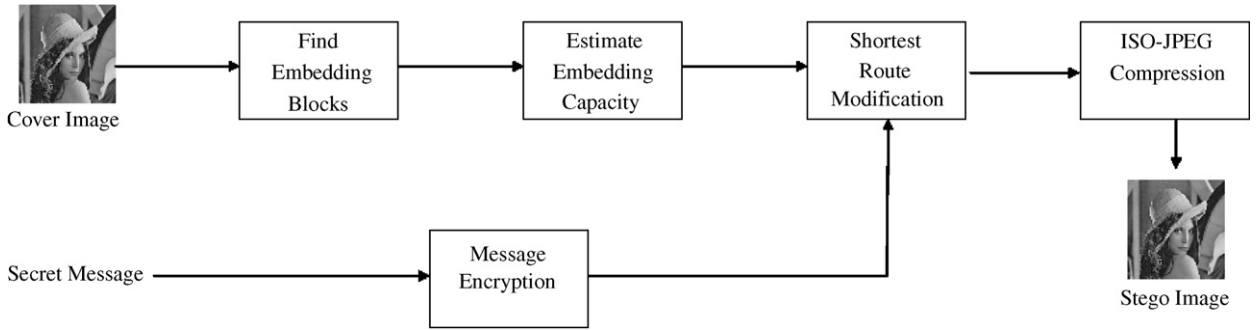 Cover Image
Find
Embedding
Blocks
Estimate
Embedding
Capacity
Shortest
Route
Modification
ISO-JPEG
Compression
Secret Message
Message
Encryption
Stego Image